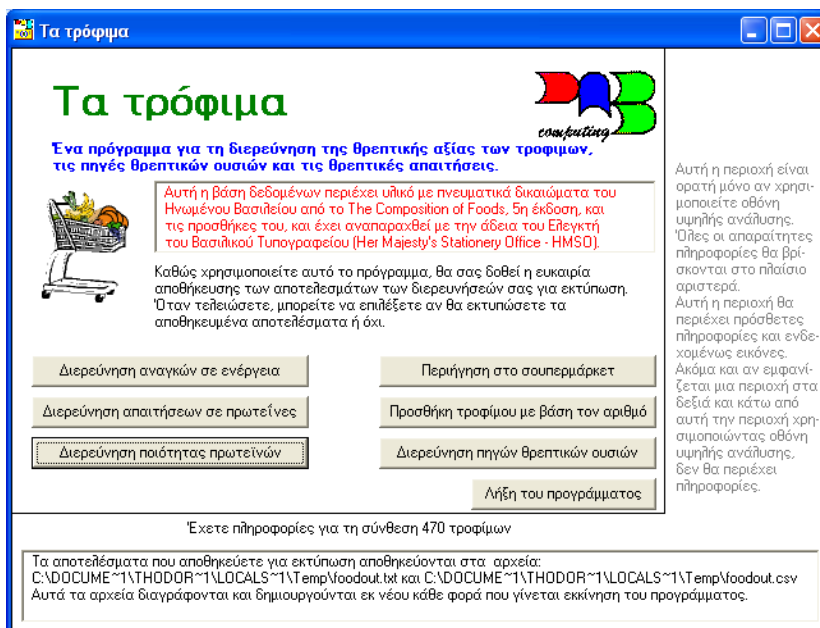 Τα τρόφιμα
Τα τρόφιμα
computing
Ένα πρόγραμμα για τη διερεύνηση της θρεπτικής αξίας των τροφιμων,
τις πηγές θρεπτικών ουσιών και τις θρεπτικές απαιτήσεις.
Αυτή η βάση δεδομένων περιέχει υλικό με πνευματικά δικαιώματα του
Ηνωμένου Βασιλείου από το The Composition of Foods, 5η έκδοση, και
τις προσθήκες του, και έχει αναπαραχθεί με την άδεια του Ελεγκτή
του Βασιλικού Τυπογραφείου (Her Majesty's Stationery Office - HMSO).
Καθώς χρησιμοποιείτε αυτό το πρόγραμμα, θα σας δοθεί η ευκαιρία
αποθήκευσης των αποτελεσμάτων των διερευνήσεών σας για εκτύπωση.
Όταν τελειώσετε, μπορείτε να επιλέξετε αν θα εκτυπώσετε τα
αποθηκευμένα αποτελέσματα ή όχι.
Διερεύνηση αναγκών σε ενέργεια
Διερεύνηση απαιτήσεων σε πρωτεΐνες
Διερεύνηση ποιότητας πρωτεϊνών
Περιήγηση στο σουπερμάρκετ
Προσθήκη τροφίμου με βάση τον αριθμό
Διερεύνηση πηγών θρεπτικών ουσιών
Λήξη του προγράμματος
Αυτή η περιοχή είναι
ορατή μόνο αν χρησι-
μοποιείτε οθόνη
υψηλής ανάλυσης.
Όλες οι απαραίτητες
πληροφορίες θα βρί-
σκονται στο πλαίσιο
αριστερά.
Αυτή η περιοχή θα
περιέχει πρόσθετες
πληροφορίες και ενδε-
χομένως εικόνες.
Ακόμα και αν εμφανί-
ζεται μια περιοχή στα
δεξιά και κάτω από
αυτή την περιοχή χρη-
σιμοποιώντας οθόνη
υψηλής ανάλυσης,
δεν θα περιέχει
πληροφορίες.
Έχετε πληροφορίες για τη σύνθεση 470 τροφίμων
Τα αποτελέσματα που αποθηκεύετε για εκτύπωση αποθηκεύονται στα αρχεία:
C:\DOCUME~1\THODOR~1\LOCALS~1\Temp\foodout.txt και C:\DOCUME~1\THODOR~1\LOCALS~1\Temp\foodout.csv
Αυτά τα αρχεία διαγράφονται και δημιουργούνται εκ νέου κάθε φορά που γίνεται εκκίνηση του προγράμματος.